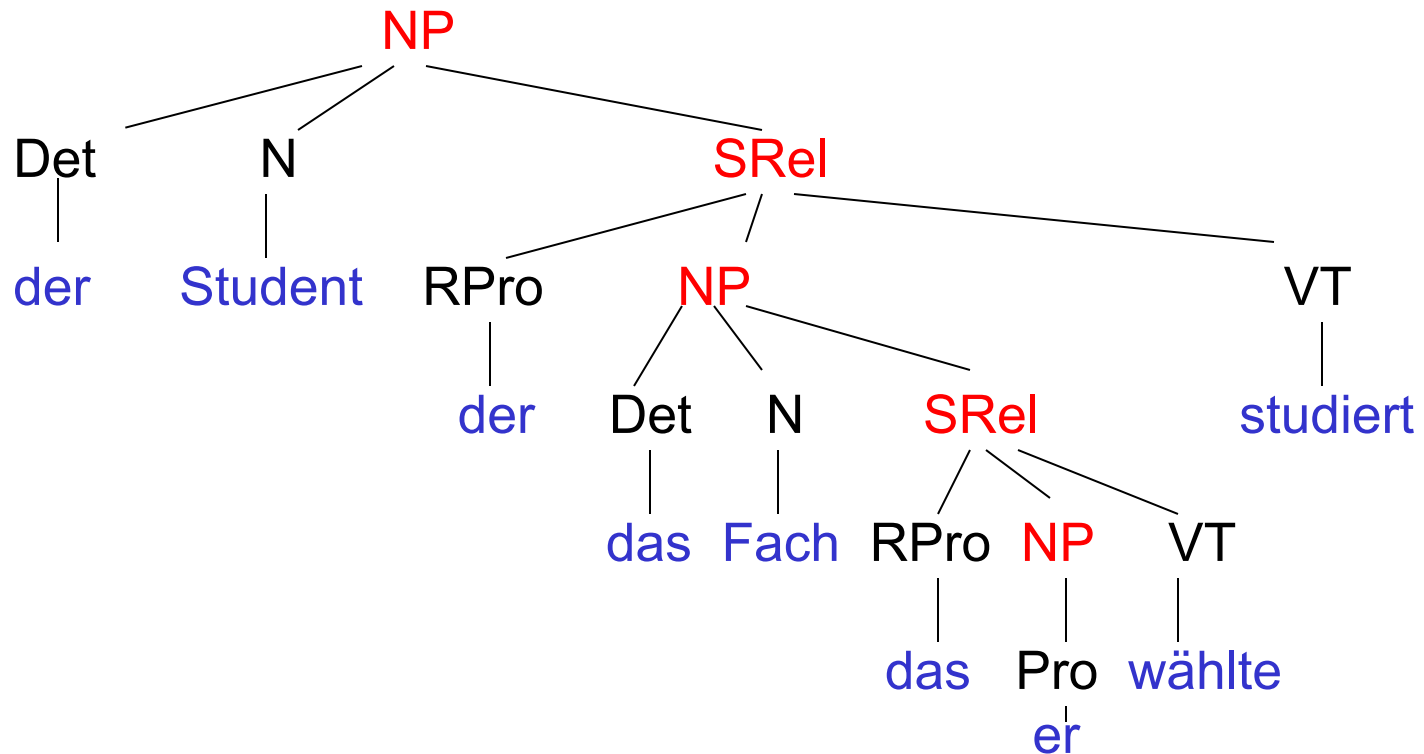 NP
Det N SRel
der Student RPro NP VT
der Det N SRel studiert
das Fach RPro NP VT
das Pro wählte
er